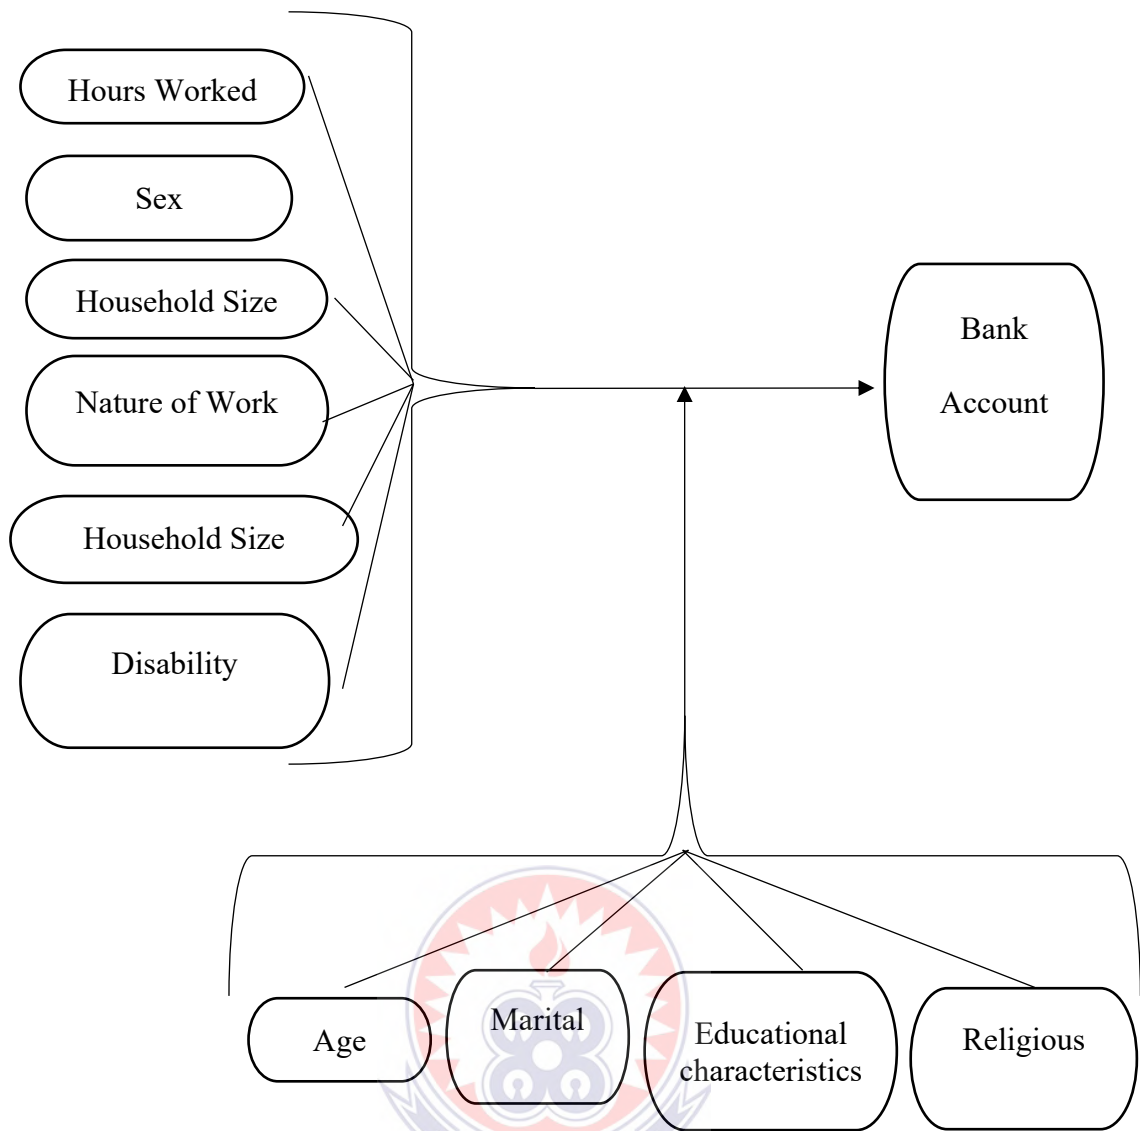 Hours Worked
Sex
Household Size
Nature of Work
Household Size
Disability
Bank
Account
Age
Marital
Educational
characteristics
Religious